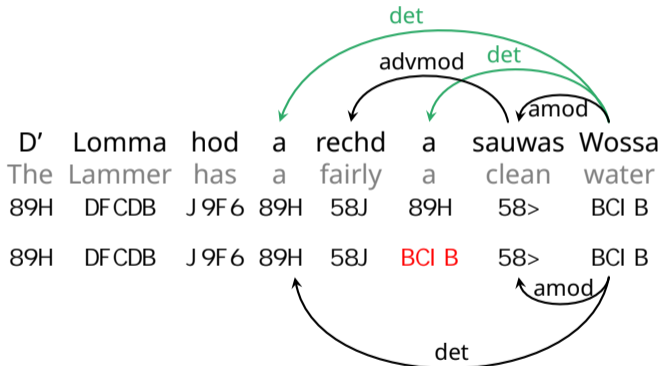 det
advmod det
amod
D’ Lomma hod a rechd a sauwas Wossa
The Lammer has a fairly a clean water
89H DFCDB J9F6 89H 58J 89H 58> BCI B
89H DFCDB J9F6 89H 58J BCI B 58> BCI B
amod
det